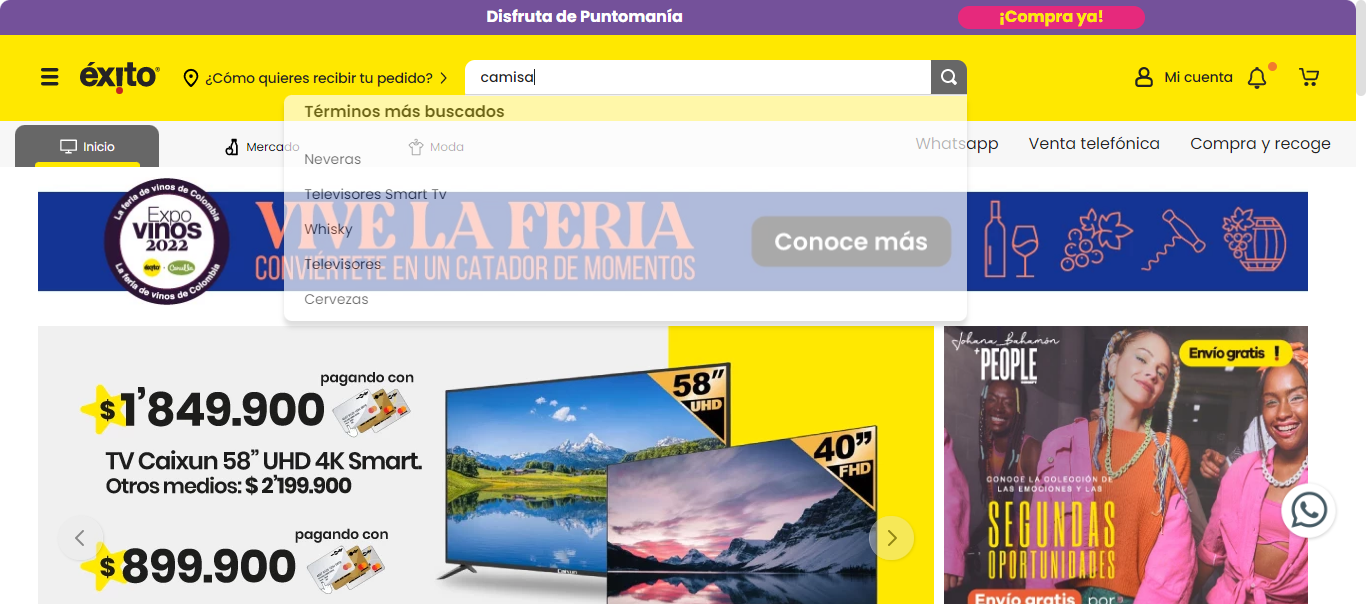 Disfruta de Puntomanía
¡Compra ya!
éxito
¿Cómo quieres recibir tu pedido?
camisa
Mi cuenta
Términos más buscados
Inicio
Mercado
Moda
Whatsapp
Venta telefónica
Compra y recoge
Neveras
Televisores Smart Tv
Whisky
Televisores
Cervezas
La feria de vinos de Colombia
Expo
vinos
2022
éxito
Carulla
La feria de vinos de Colombia
VIVE LA FERIA
CONVIÉRTETE EN UN CATADOR DE MOMENTOS
Conoce más
pagando con
$1’849.900
TV Caixun 58” UHD 4K Smart.
Otros medios: $ 2’199.900
pagando con
$899.900
58”
UHD
40”
FHD
Caixun
Johana Bahamón
+PEOPLE
Envío gratis !
CONOCE LA COLECCIÓN DE
LAS EMOCIONES Y LAS
SEGUNDAS
OPORTUNIDADES
Envío gratis por